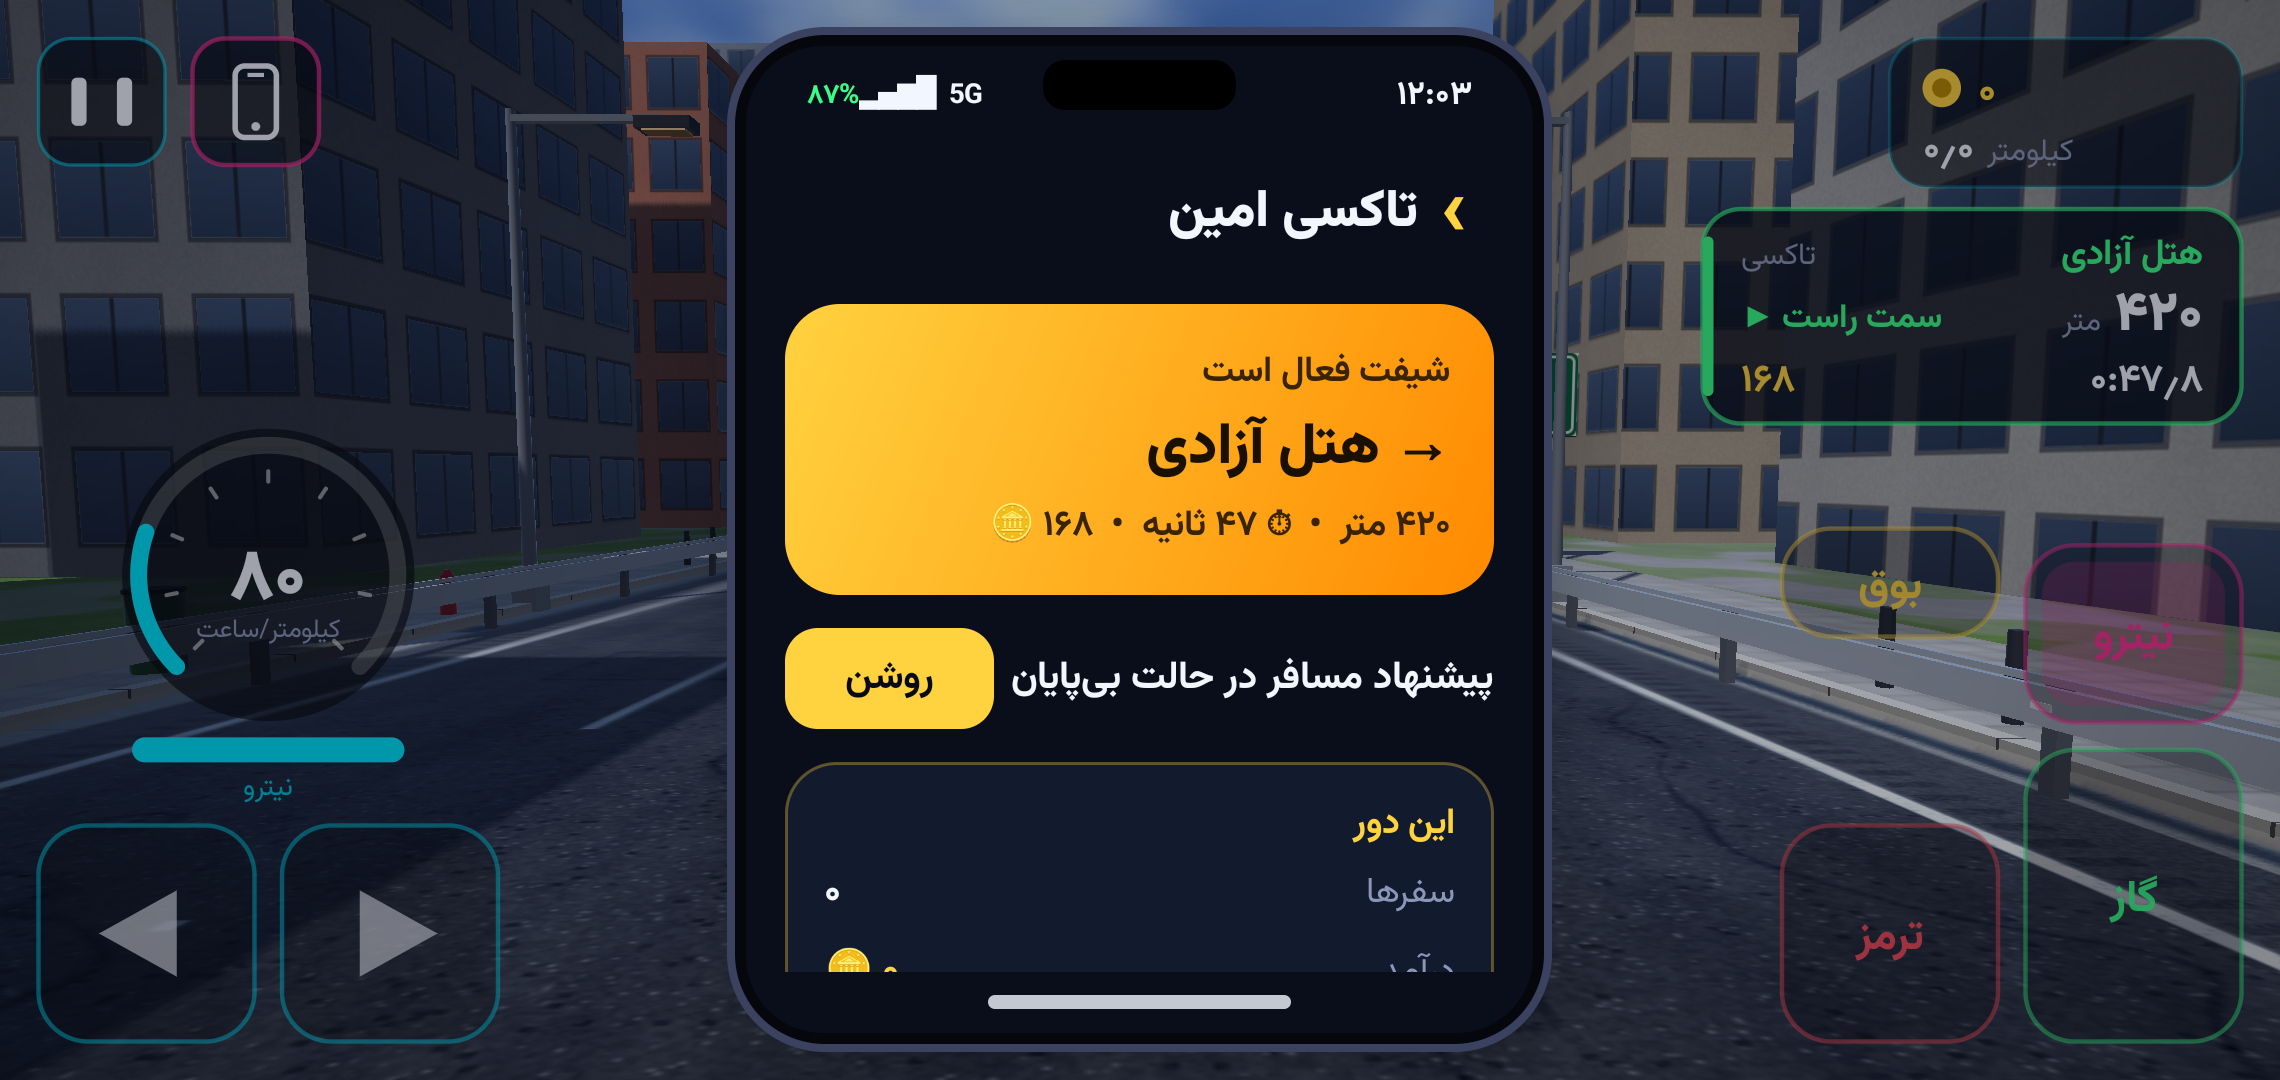 ۸۷% 5G ۱۲:۰۳
۰
۰٫۰ کیلومتر
تاکسی امین
هتل آزادی تاکسی
۴۲۰ متر سمت راست ►
۰:۴۷٫۸ ۱۶۸
شیفت فعال است
→ هتل آزادی
۴۲۰ متر • ⏱ ۴۷ ثانیه • ۱۶۸ 🪙
پیشنهاد مسافر در حالت بی‌پایان روشن
این دور
سفرها ۰
درآمد ۰ 🪙
۸۰
کیلومتر/ساعت
نیترو
بوق
نیترو
گاز
ترمز